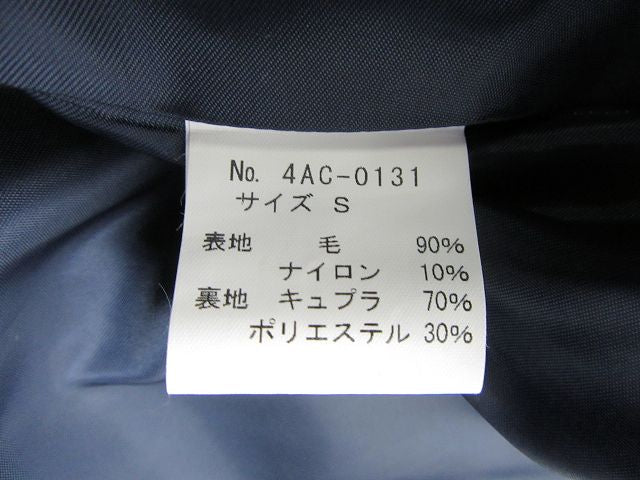 No. 4AC-0131
サイズ S
表地 毛 90%
ナイロン 10%
裏地 キュプラ 70%
ポリエステル 30%